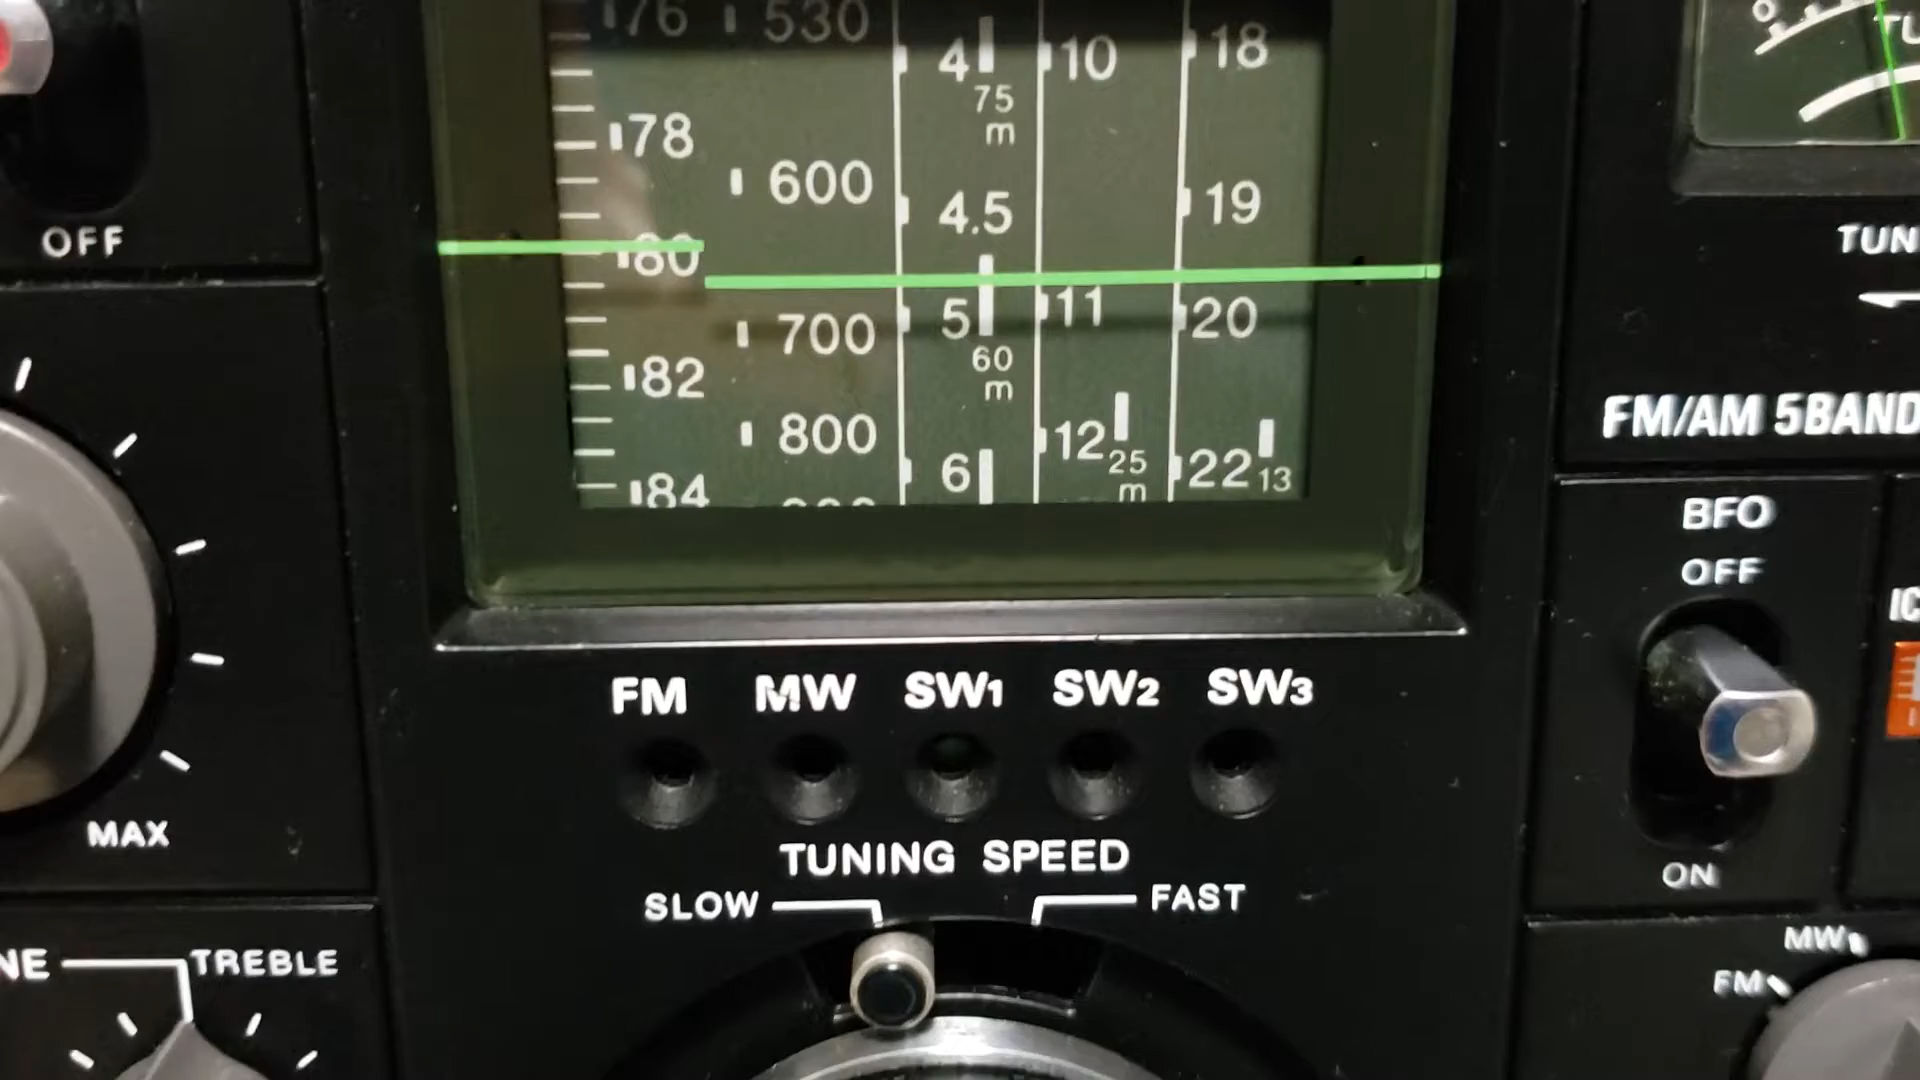 76 530
4 10 18
75
m
78
600
4.5 19
80
5 11 20
700
60
m
82
800 12 25 m
6 22 13
84
OFF
MAX
TREBLE
FM MW SW1 SW2 SW3
TUNING SPEED
SLOW FAST
0
FM/AM 5BAND
BFO
OFF
ON
IC
MW
FM